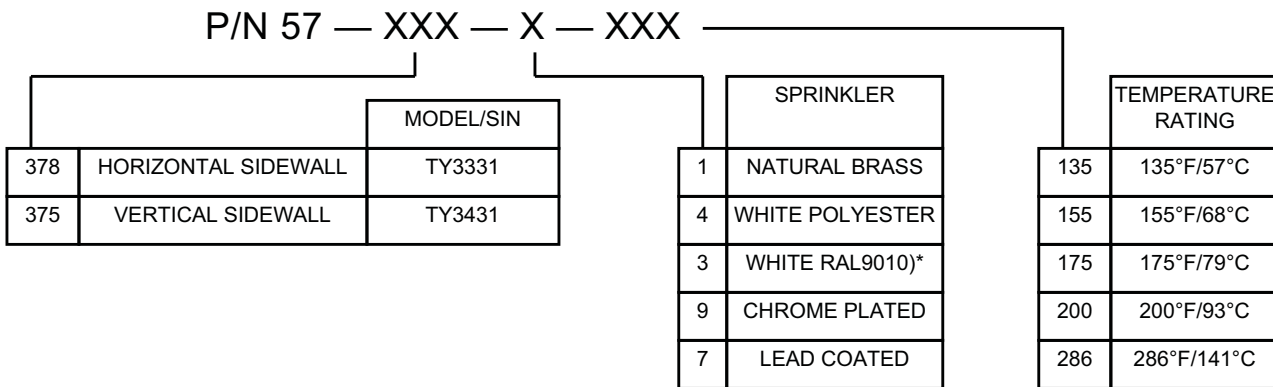 P/N 57 — XXX — X — XXX
MODEL/SIN
378 HORIZONTAL SIDEWALL TY3331
375 VERTICAL SIDEWALL TY3431
SPRINKLER
1 NATURAL BRASS
4 WHITE POLYESTER
3 WHITE RAL9010)*
9 CHROME PLATED
7 LEAD COATED
TEMPERATURE
RATING
135 135°F/57°C
155 155°F/68°C
175 175°F/79°C
200 200°F/93°C
286 286°F/141°C